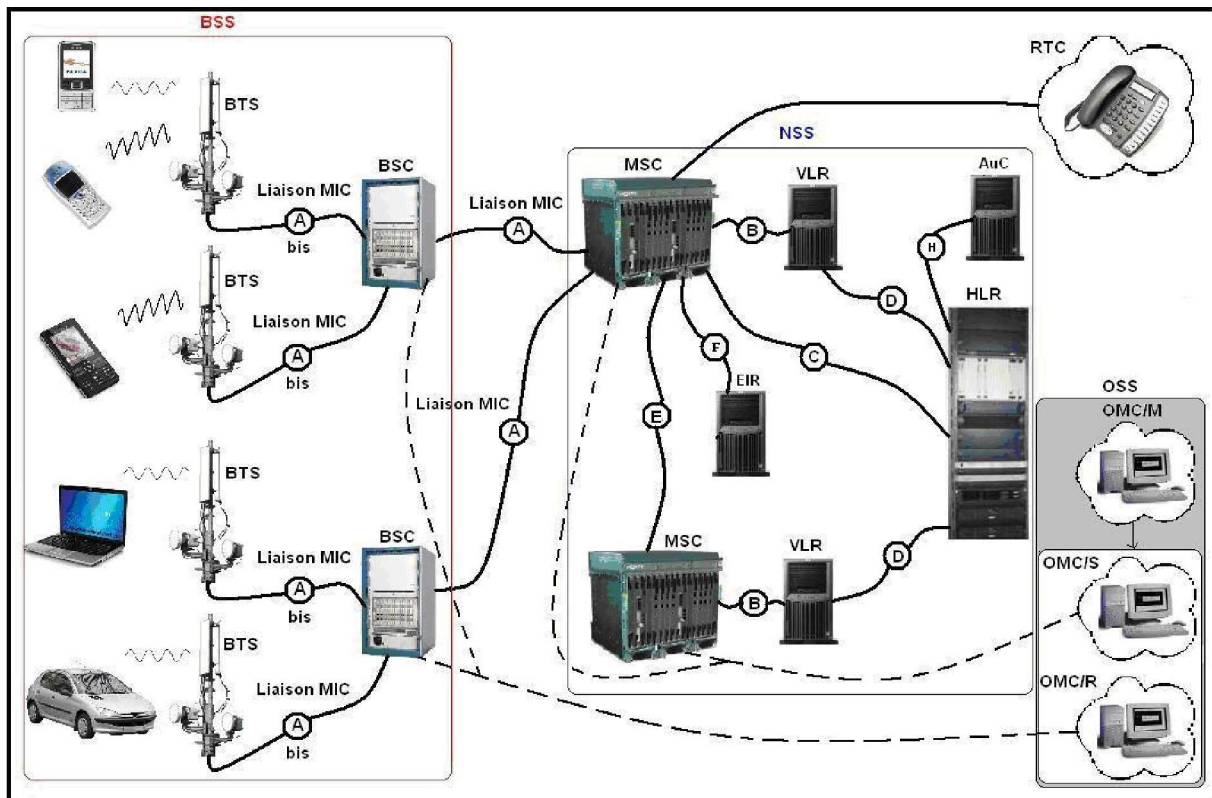 BSS
RTC
BTS
NSS
BSC
MSC
VLR
AuC
Liaison MIC
A
bis
Liaison MIC
A
B
H
BTS
D
HLR
Liaison MIC
A
bis
F
C
EIR
OSS
OMC/M
Liaison MIC
A
E
BTS
BSC
MSC
VLR
D
Liaison MIC
A
bis
B
OMC/S
BTS
Liaison MIC
A
bis
OMC/R